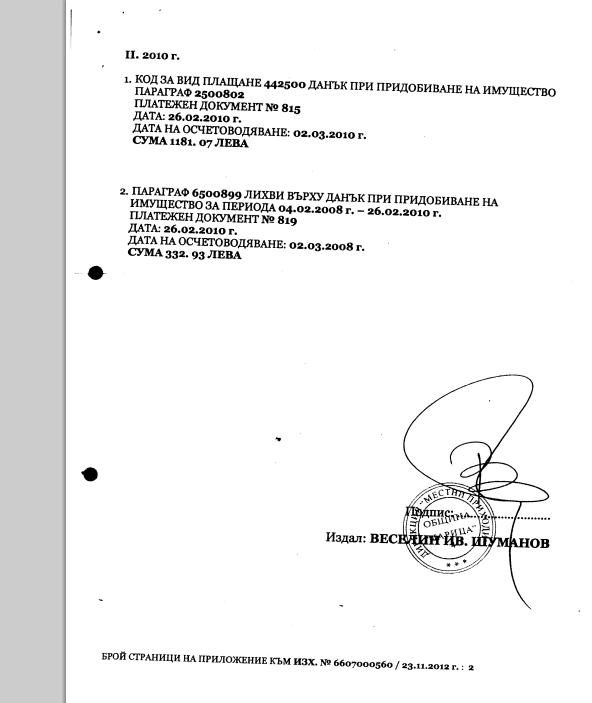 II. 2010 г.
1. КОД ЗА ВИД ПЛАЩАНЕ 442500 ДАНЪК ПРИ ПРИДОБИВАНЕ НА ИМУЩЕСТВО
ПАРАГРАФ 2500802
ПЛАТЕЖЕН ДОКУМЕНТ № 815
ДАТА: 26.02.2010 г.
ДАТА НА ОСЧЕТОВОДЯВАНЕ: 02.03.2010 г.
СУМА 1181. 07 ЛЕВА
2. ПАРАГРАФ 6500899 ЛИХВИ ВЪРХУ ДАНЪК ПРИ ПРИДОБИВАНЕ НА
ИМУЩЕСТВО ЗА ПЕРИОДА 04.02.2008 г. – 26.02.2010 г.
ПЛАТЕЖЕН ДОКУМЕНТ № 819
ДАТА: 26.02.2010 г.
ДАТА НА ОСЧЕТОВОДЯВАНЕ: 02.03.2008 г.
СУМА 332. 93 ЛЕВА
Подпис:........................
ДИРЕКЦИЯ "МЕСТНИ ПРИХОДИ"
ОБЩИНА
Издал: ВЕСЕЛИН ИВ. ШУМАНОВ
БРОЙ СТРАНИЦИ НА ПРИЛОЖЕНИЕ КЪМ ИЗХ. № 6607000560 / 23.11.2012 г. : 2